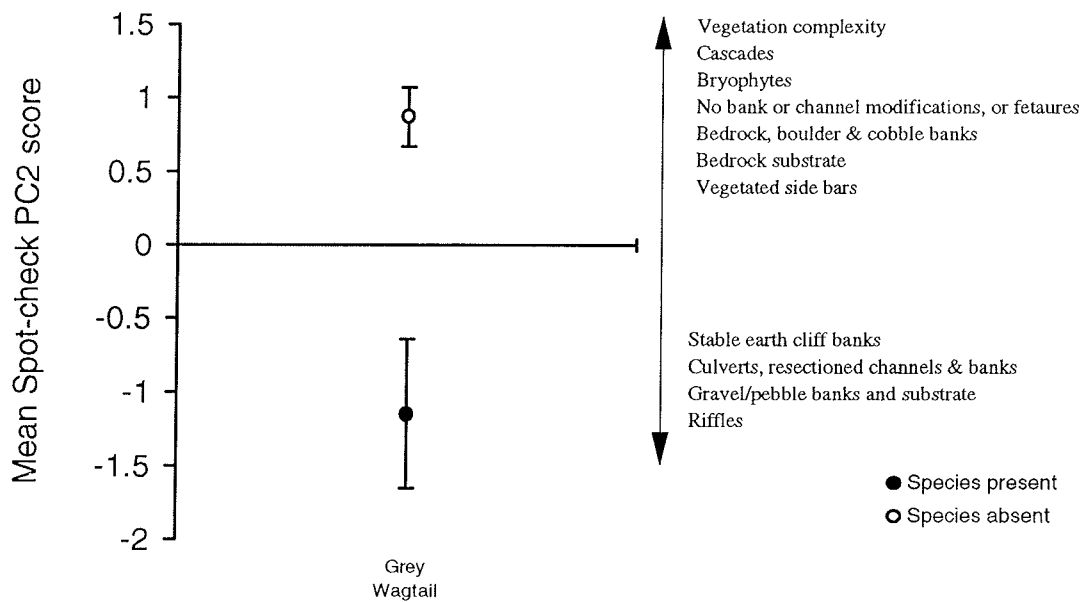 Mean Spot-check PC2 score
1.5
1
0.5
0
-0.5
-1
-1.5
-2
Grey
Wagtail
Vegetation complexity
Cascades
Bryophytes
No bank or channel modifications, or fetaures
Bedrock, boulder & cobble banks
Bedrock substrate
Vegetated side bars
Stable earth cliff banks
Culverts, resectioned channels & banks
Gravel/pebble banks and substrate
Riffles
Species present
Species absent